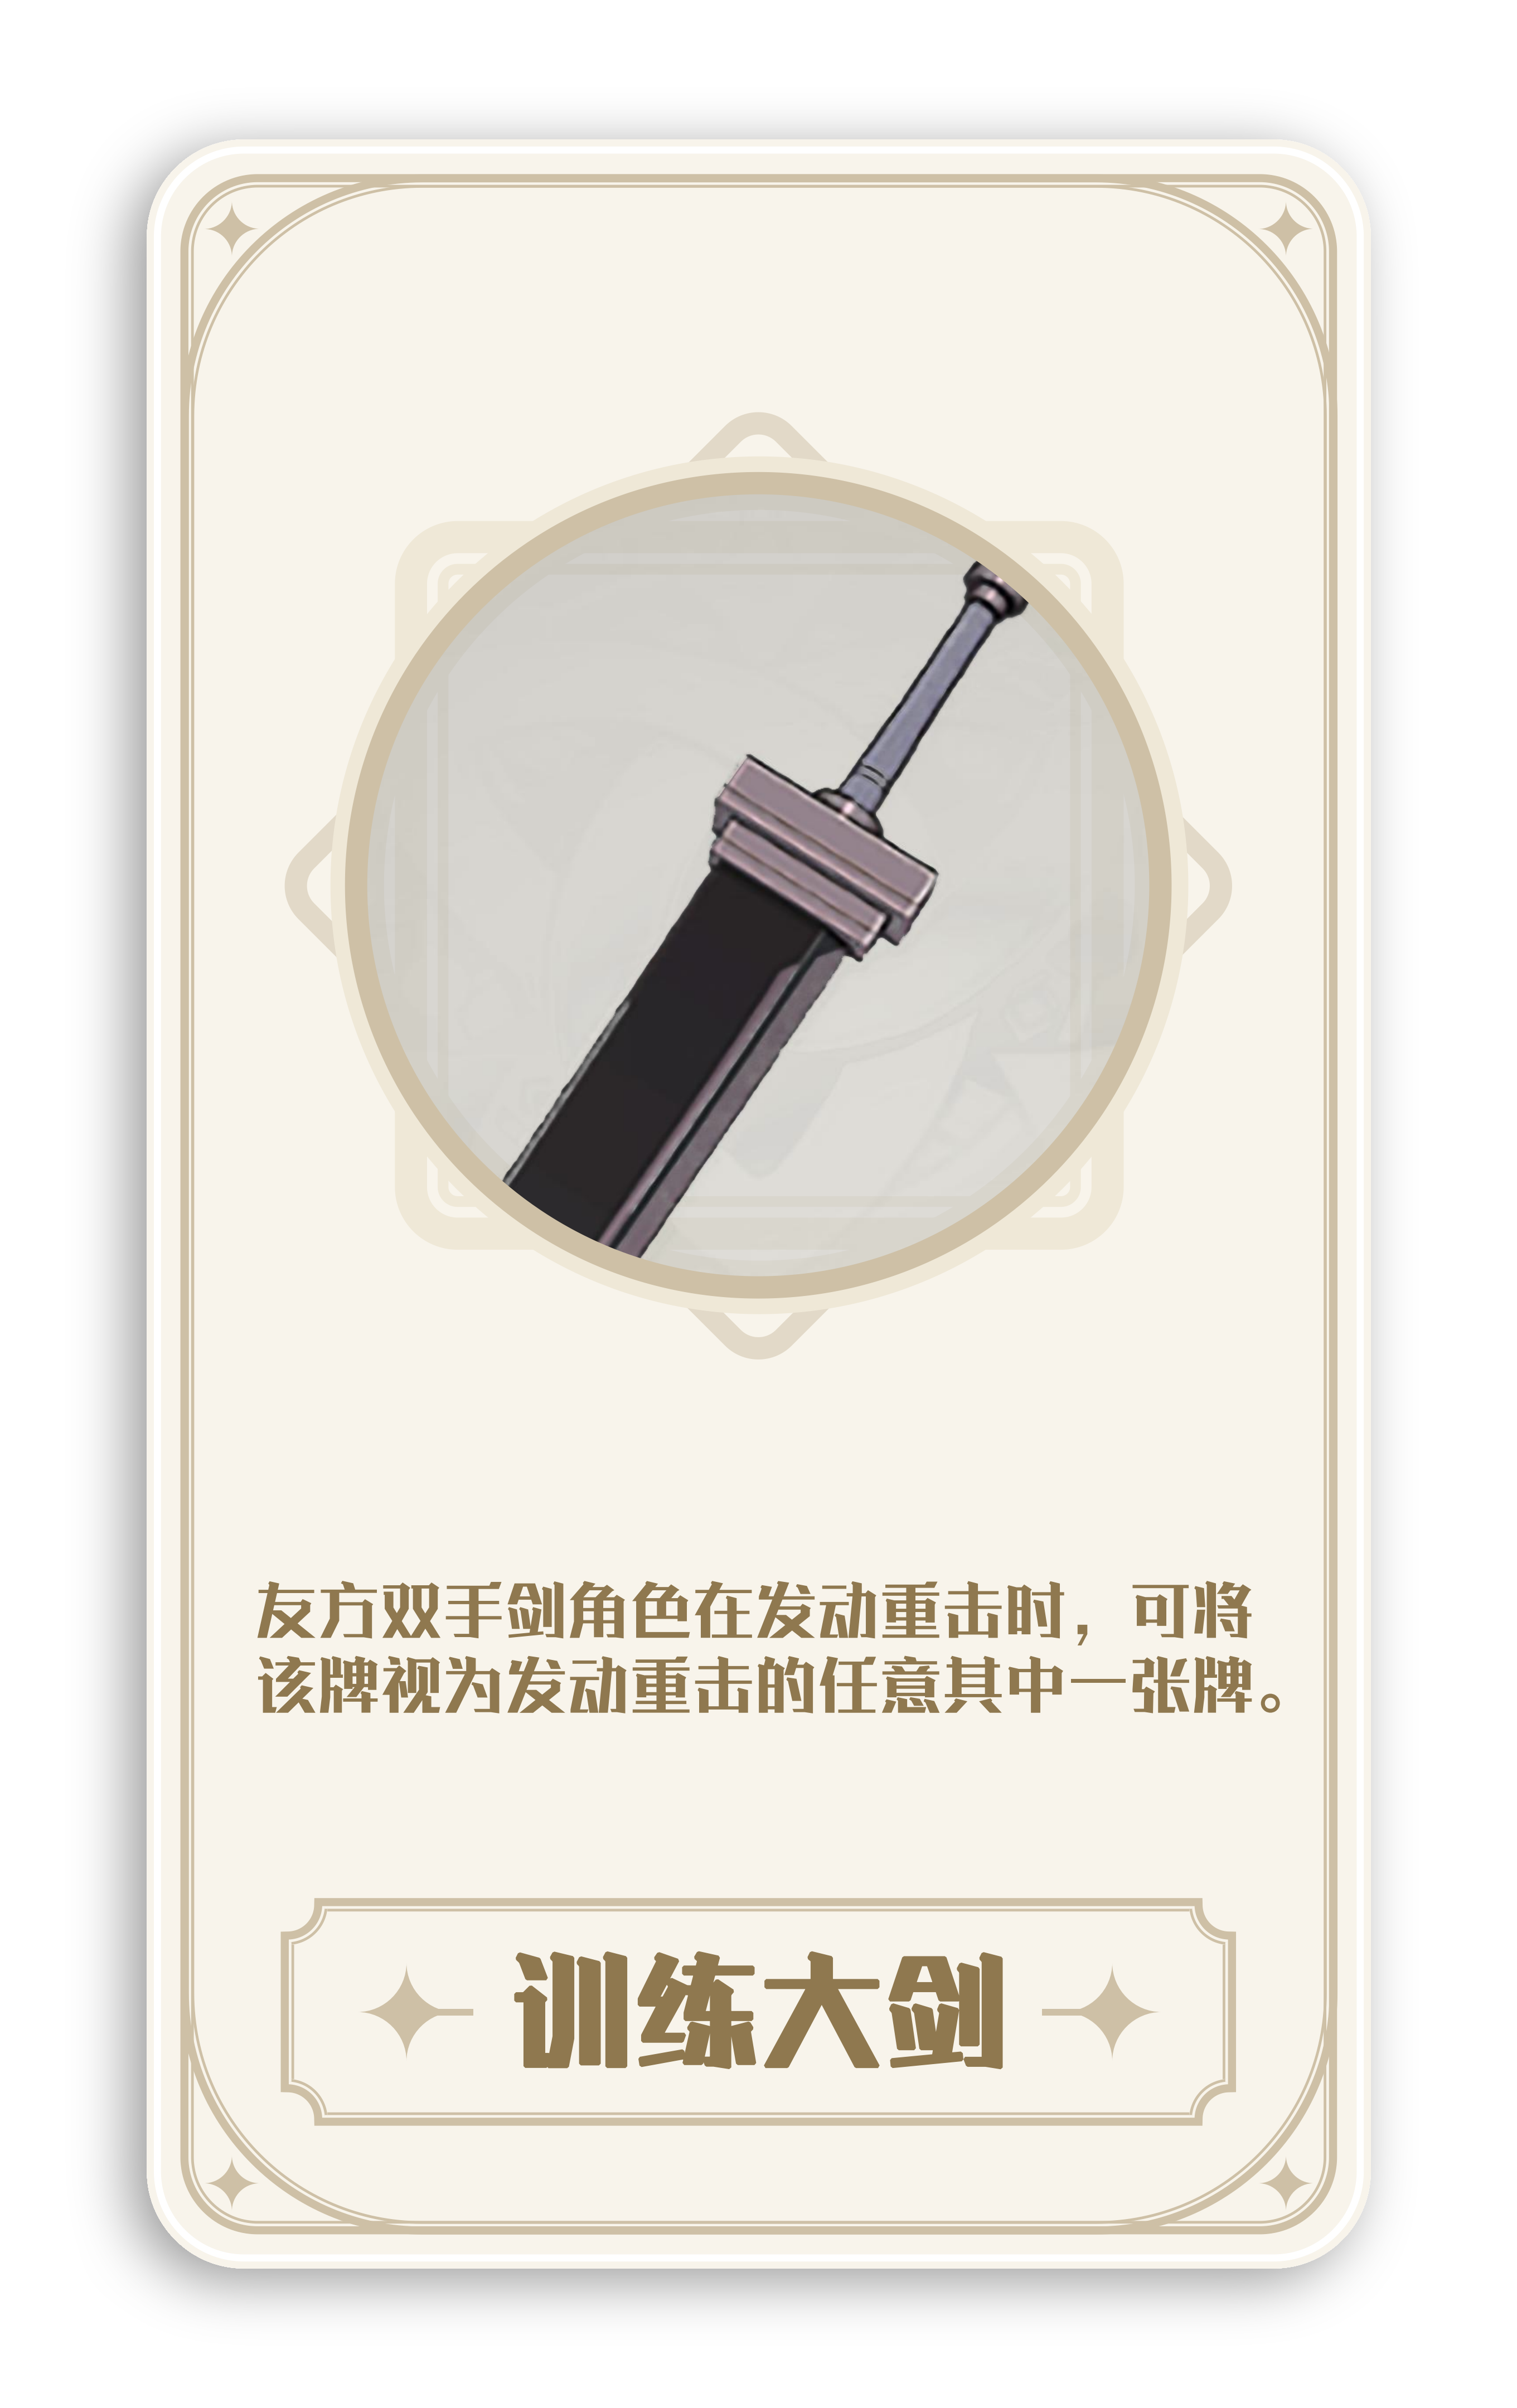 友方双手剑角色在发动重击时，可将
该牌视为发动重击的任意其中一张牌。
训练大剑